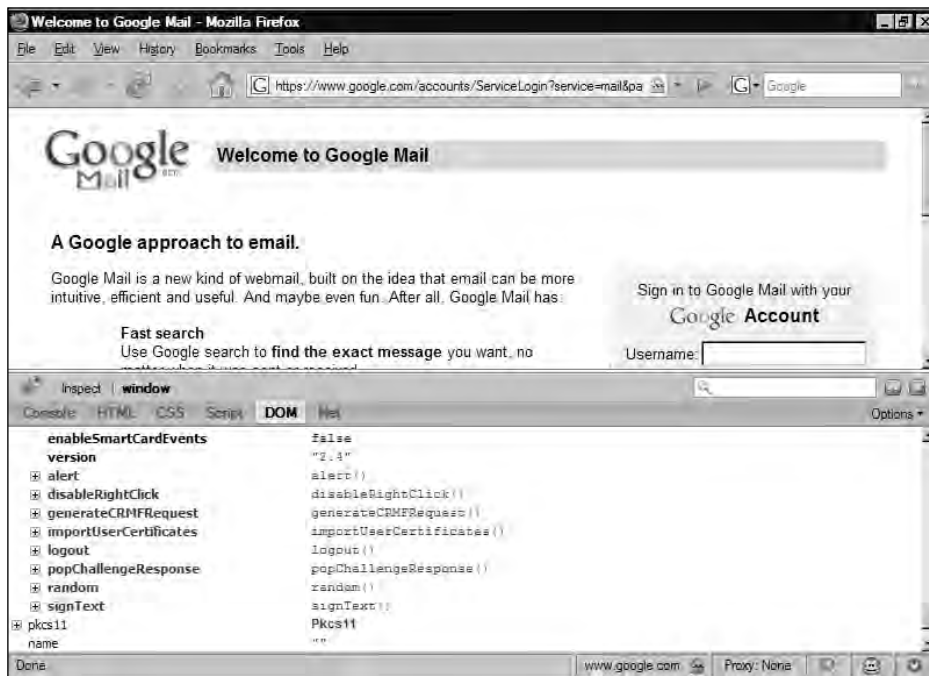 Welcome to Google Mail - Mozilla Firefox
File Edit View History Bookmarks Tools Help
G https://www.google.com/accounts/ServiceLogin?service=mail&pa G Google
Google Mail Welcome to Google Mail
A Google approach to email.
Google Mail is a new kind of webmail, built on the idea that email can be more
intuitive, efficient and useful. And maybe even fun. After all, Google Mail has:
Fast search
Use Google search to find the exact message you want, no
Sign in to Google Mail with your
Google Account
Username:
Inspect | window
Console HTML CSS Script DOM Net Options
enableSmartCardEvents false
version "2.4"
alert alert()
disableRightClick disableRightClick()
generateCRMFRequest generateCRMFRequest()
importUserCertificates importUserCertificates()
logout logout()
popChallengeResponse popChallengeResponse()
random random()
signText signText()
pkcs11 Pkcs11
name ""
Done www.google.com Proxy: None